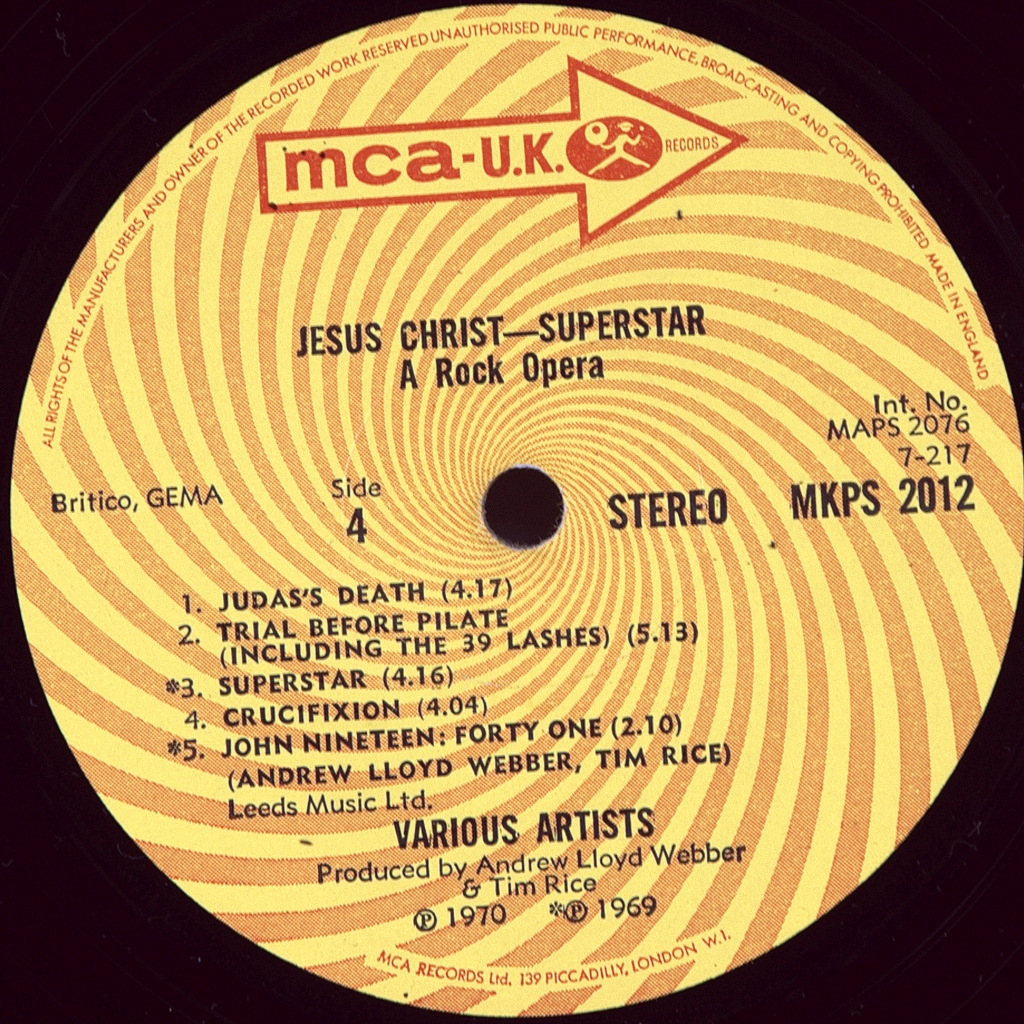 ALL RIGHTS OF THE MANUFACTURERS AND OWNER OF THE RECORDED WORK RESERVED UNAUTHORISED PUBLIC PERFORMANCE, BROADCASTING AND COPYING PROHIBITED MADE IN ENGLAND
mca-U.K. RECORDS
JESUS CHRIST—SUPERSTAR
A Rock Opera
Int. No.
MAPS 2076
7-217
Britico, GEMA
Side
4
STEREO
MKPS 2012
1. JUDAS'S DEATH (4.17)
2. TRIAL BEFORE PILATE
(INCLUDING THE 39 LASHES) (5.13)
*3. SUPERSTAR (4.16)
4. CRUCIFIXION (4.04)
*5. JOHN NINETEEN: FORTY ONE (2.10)
(ANDREW LLOYD WEBBER, TIM RICE)
Leeds Music Ltd.
VARIOUS ARTISTS
Produced by Andrew Lloyd Webber
& Tim Rice
℗ 1970 *℗ 1969
MCA RECORDS Ltd. 139 PICCADILLY, LONDON W.I.